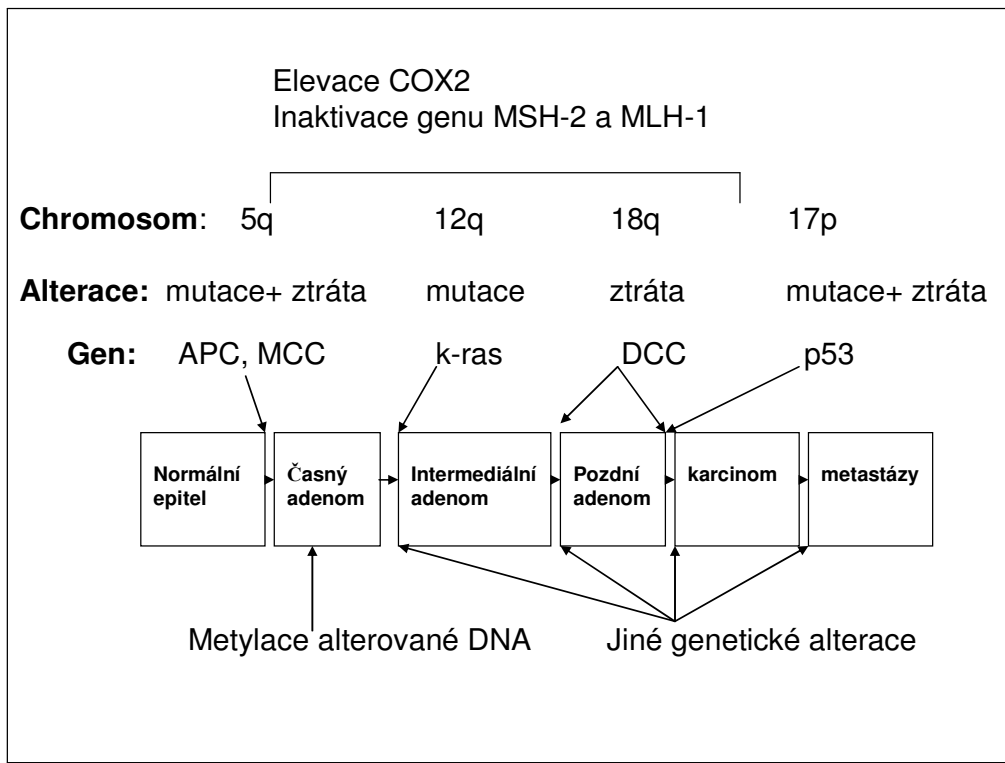 Elevace COX2
Inaktivace genu MSH-2 a MLH-1
Chromosom: 5q 12q 18q 17p
Alterace: mutace+ ztráta mutace ztráta mutace+ ztráta
Gen: APC, MCC k-ras DCC p53
Normální
epitel
Časný
adenom
Intermediální
adenom
Pozdní
adenom
karcinom
metastázy
Metylace alterované DNA
Jiné genetické alterace